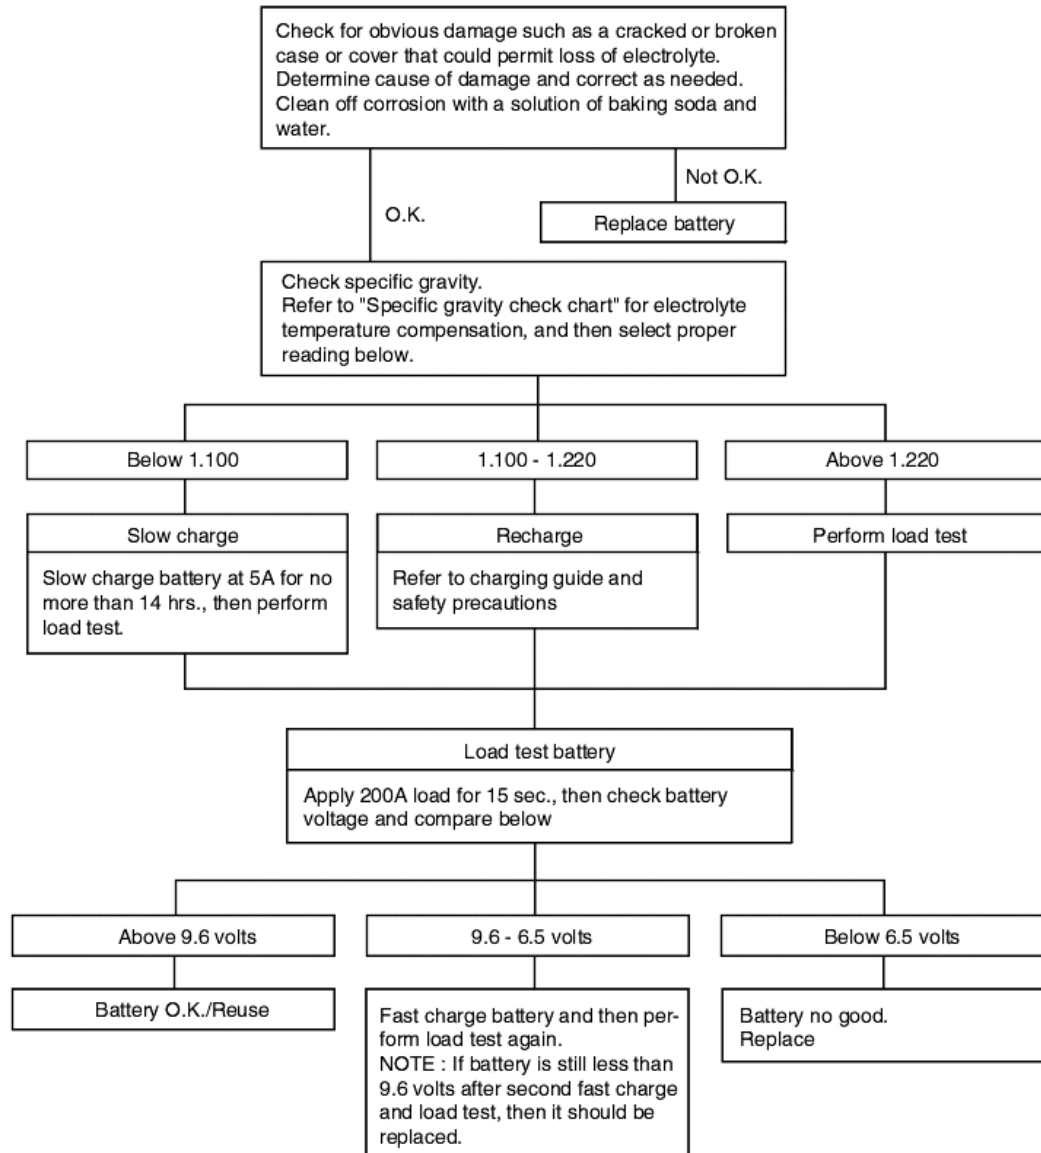 Check for obvious damage such as a cracked or broken
case or cover that could permit loss of electrolyte.
Determine cause of damage and correct as needed.
Clean off corrosion with a solution of baking soda and
water.
Not O.K.
O.K.
Replace battery
Check specific gravity.
Refer to "Specific gravity check chart" for electrolyte
temperature compensation, and then select proper
reading below.
Below 1.100
1.100 - 1.220
Above 1.220
Slow charge
Slow charge battery at 5A for no
more than 14 hrs., then perform
load test.
Recharge
Refer to charging guide and
safety precautions
Perform load test
Load test battery
Apply 200A load for 15 sec., then check battery
voltage and compare below
Above 9.6 volts
9.6 - 6.5 volts
Below 6.5 volts
Battery O.K./Reuse
Fast charge battery and then per-
form load test again.
NOTE : If battery is still less than
9.6 volts after second fast charge
and load test, then it should be
replaced.
Battery no good.
Replace